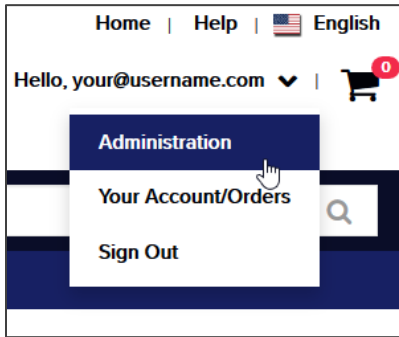 Home | Help | English
Hello, your@username.com |
0
Administration
Your Account/Orders
Sign Out